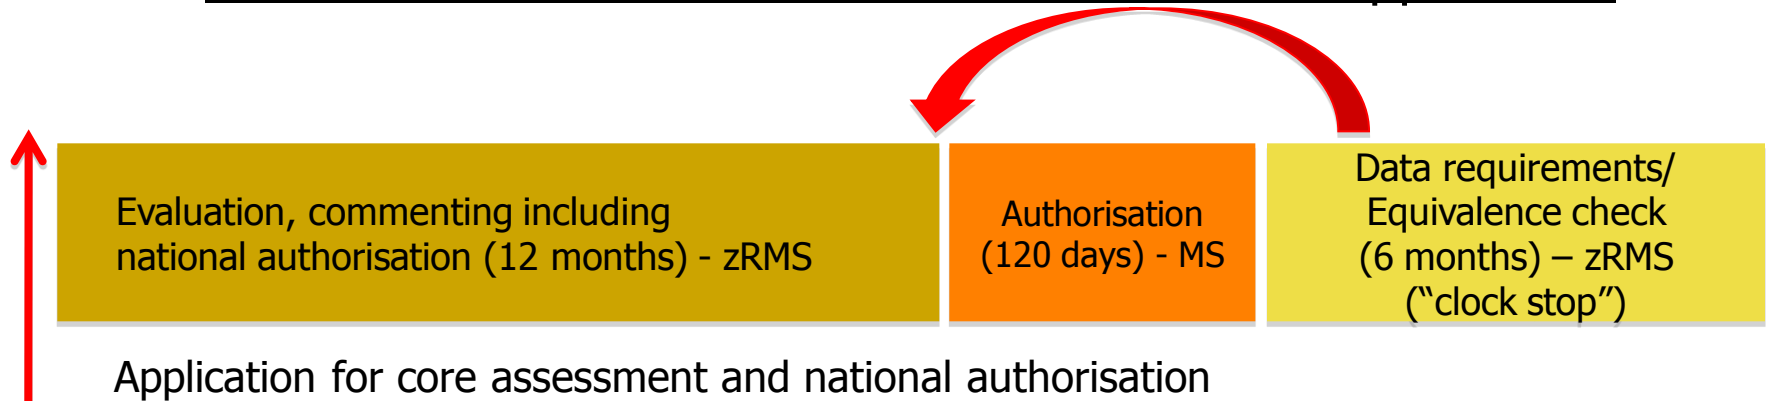 Evaluation, commenting including
national authorisation (12 months) - zRMS
Authorisation
(120 days) - MS
Data requirements/
Equivalence check
(6 months) – zRMS
(“clock stop”)
Application for core assessment and national authorisation